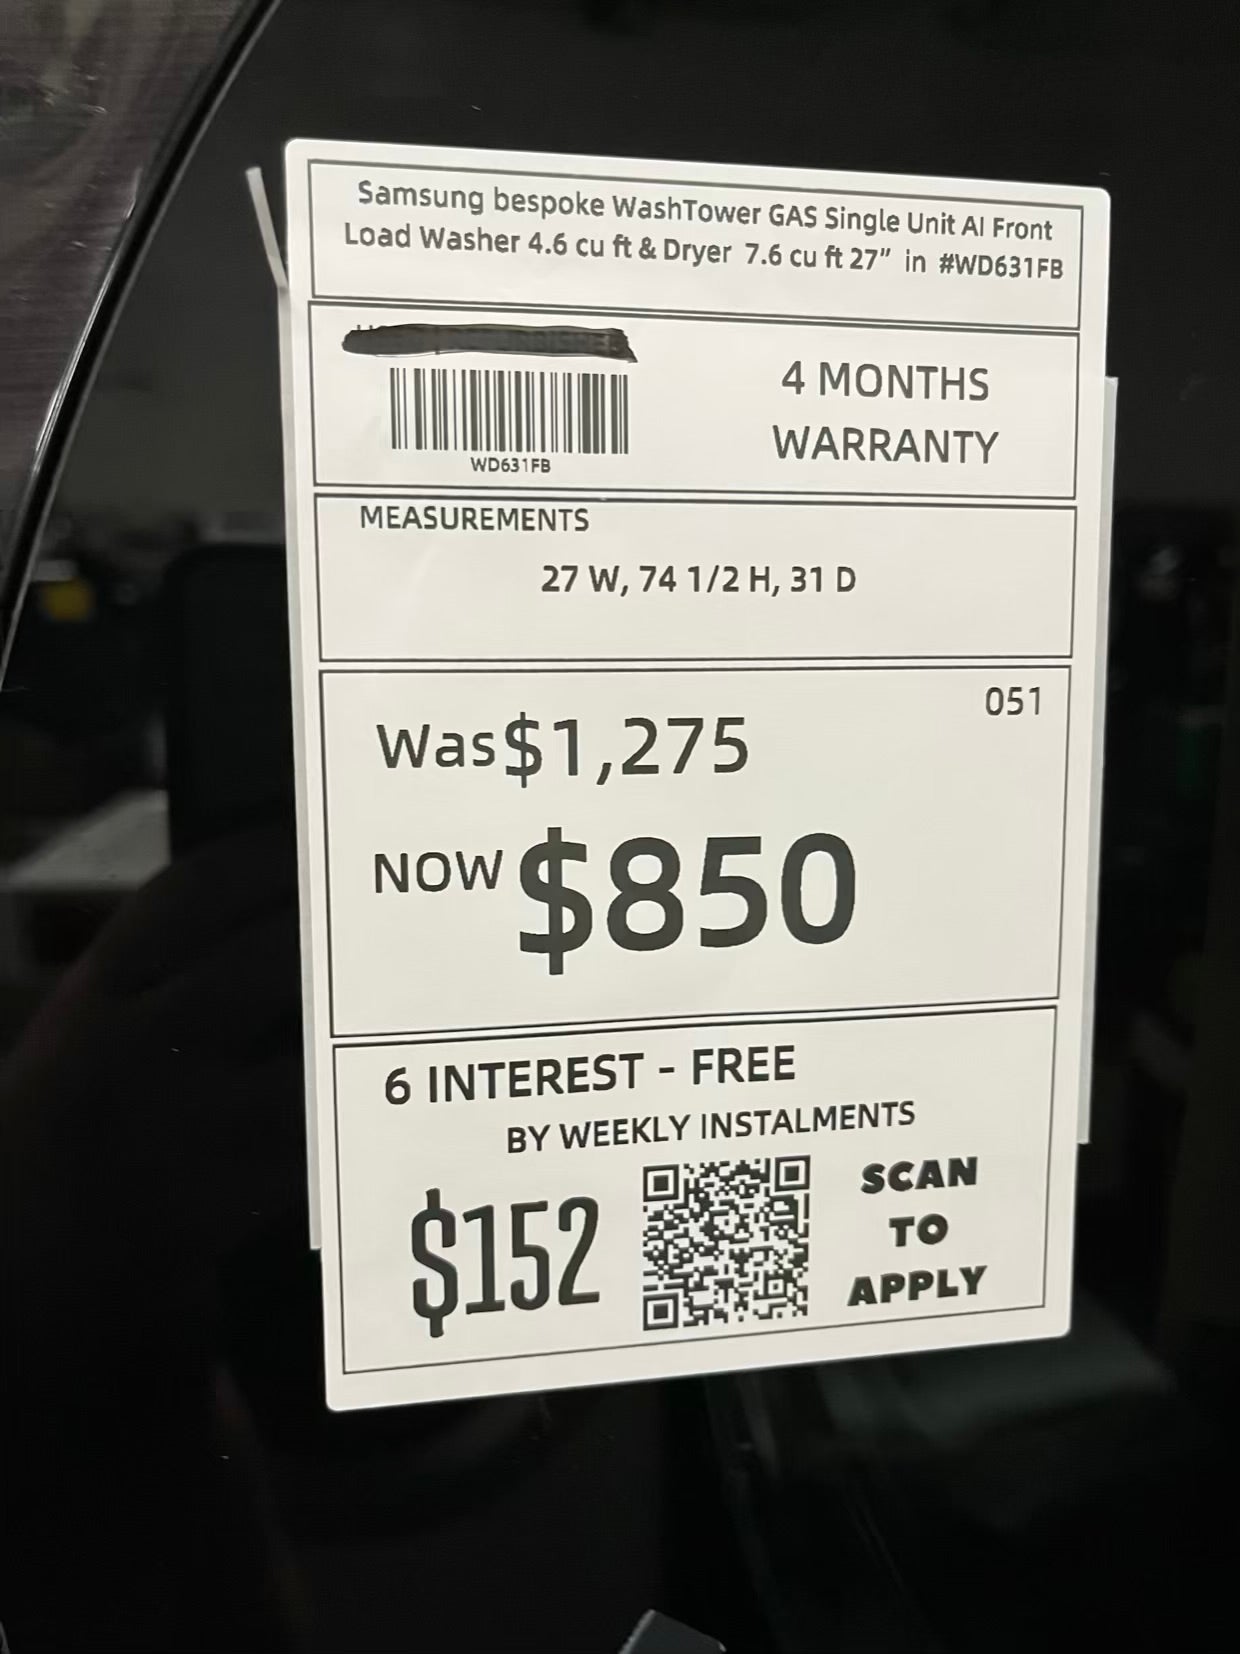 Samsung bespoke WashTower GAS Single Unit AI Front
Load Washer 4.6 cu ft & Dryer 7.6 cu ft 27” in #WD631FB
WD631FB
4 MONTHS
WARRANTY
MEASUREMENTS
27 W, 74 1/2 H, 31 D
051
Was $1,275
NOW $850
6 INTEREST - FREE
BY WEEKLY INSTALMENTS
$152
SCAN
TO
APPLY